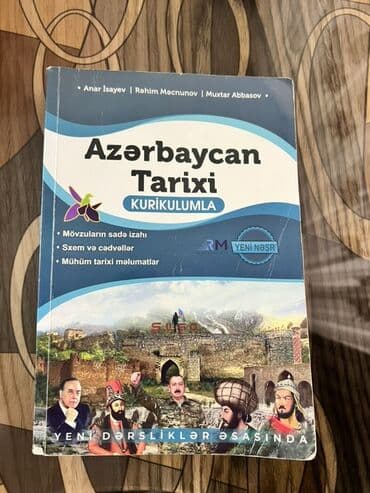 • Anar İsayev | Rəhim Məcnunov | Muxtar Abbasov •
Azərbaycan
Tarixi
KURİKULUMLA
• Mövzuların sadə izahı
• Sxem və cədvəllər
• Mühüm tarixi məlumatlar
RM YENİ NƏŞR
YENİ DƏRSLİKLƏR ƏSASINDA